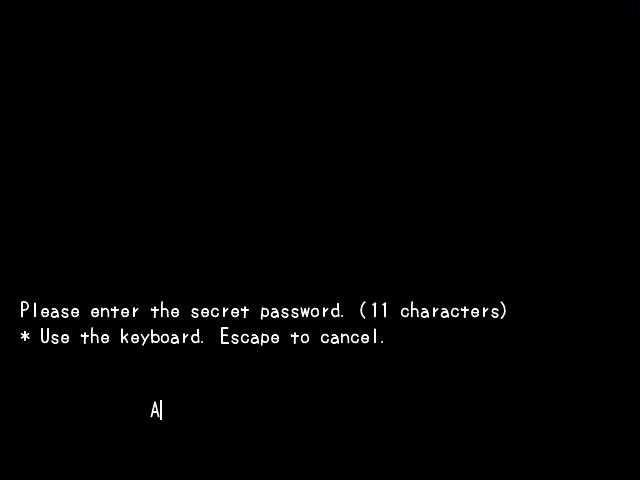 Please enter the secret password. (11 characters)
* Use the keyboard. Escape to cancel.
A